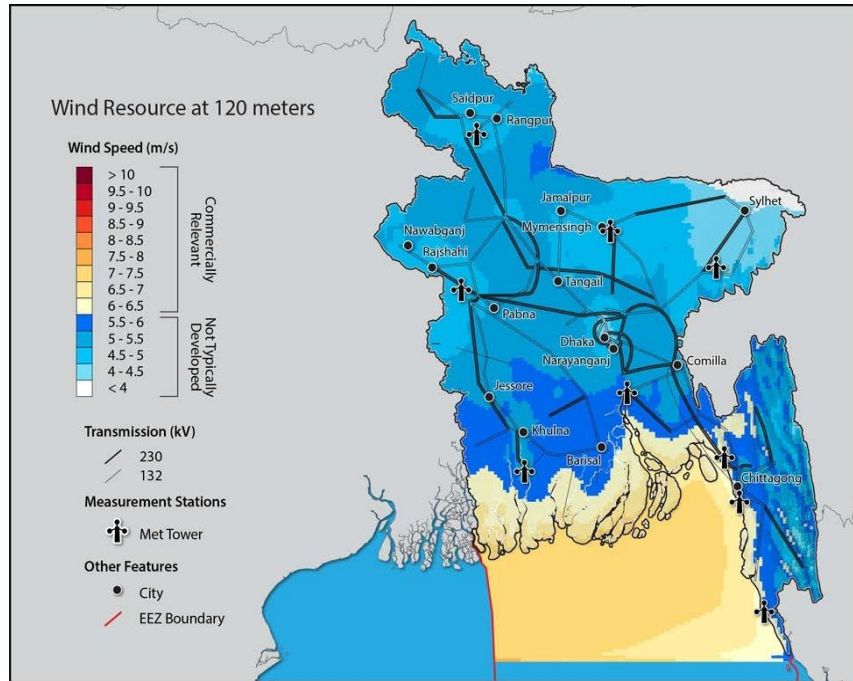 Wind Resource at 120 meters
Wind Speed (m/s)
> 10
9.5 - 10
9 - 9.5
8.5 - 9
8 - 8.5
7.5 - 8
7 - 7.5
6.5 - 7
6 - 6.5
5.5 - 6
5 - 5.5
4.5 - 5
4 - 4.5
< 4
Commercially
Relevant
Not Typically
Developed
Transmission (kV)
230
132
Measurement Stations
Met Tower
Other Features
City
EEZ Boundary
Saidpur
Rangpur
Jamalpur
Sylhet
Mymensingh
Nawabganj
Rajshahi
Tangail
Pabna
Dhaka
Narayanganj
Comilla
Jessore
Khulna
Barisal
Chittagong